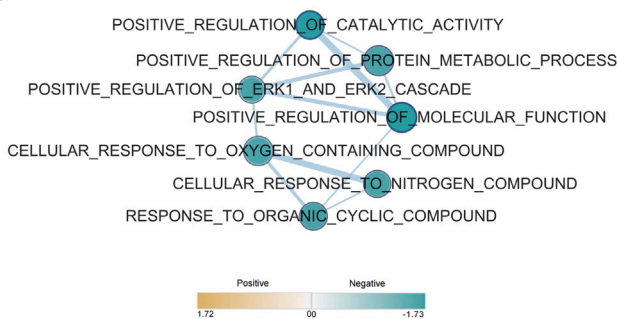 POSITIVE_REGULATION_OF_CATALYTIC_ACTIVITY
POSITIVE_REGULATION_OF_PROTEIN_METABOLIC_PROCESS
POSITIVE_REGULATION_OF_ERK1_AND_ERK2_CASCADE
POSITIVE_REGULATION_OF_MOLECULAR_FUNCTION
CELLULAR_RESPONSE_TO_OXYGEN_CONTAINING_COMPOUND
CELLULAR_RESPONSE_TO_NITROGEN_COMPOUND
RESPONSE_TO_ORGANIC_CYCLIC_COMPOUND
Positive Negative
1.72 00 -1.73